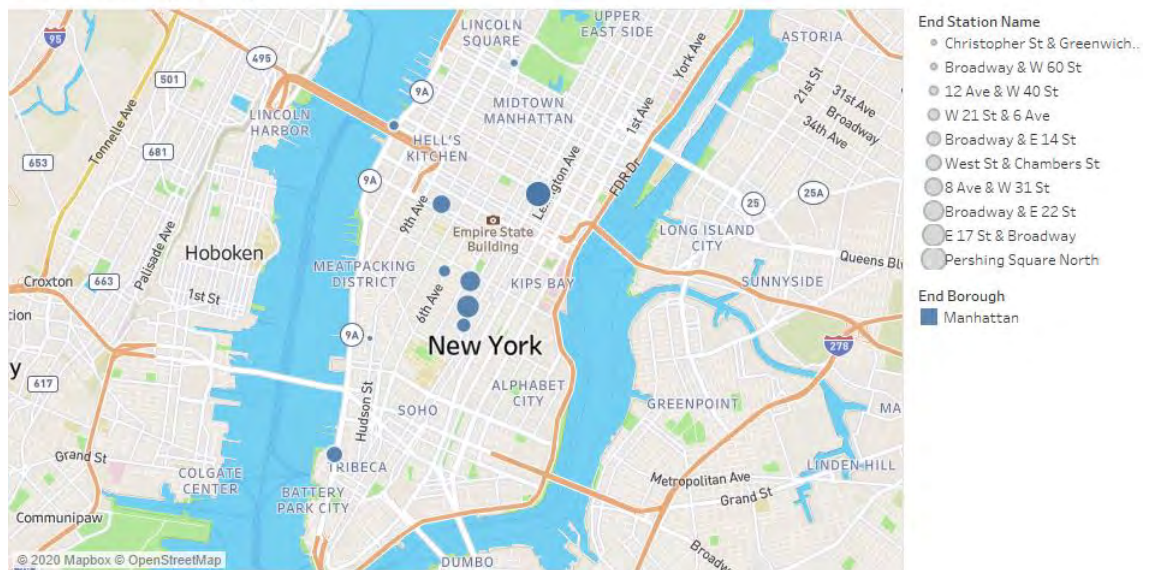 LINCOLN
SQUARE
UPPER
EAST SIDE
ASTORIA
95
495
501
9A
York Ave
21st St
31st Ave
Broadway
34th Ave
Tonnelle Ave
LINCOLN
HARBOR
MIDTOWN
MANHATTAN
1st Ave
681
HELL'S
KITCHEN
653
9A
Lexington Ave
FDR Dr
25
25A
9th Ave
Empire State
Building
LONG ISLAND
CITY
Palisade Ave
Hoboken
Queens Bl
MEATPACKING
DISTRICT
KIPS BAY
SUNNYSIDE
Croxton
663
1st St
6th Ave
cion
9A
New York
278
y
617
ALPHABET
CITY
Hudson St
SOHO
GREENPOINT
MA
Grand St
TRIBECA
COLGATE
CENTER
Metropolitan Ave
LINDEN HILL
BATTERY
PARK CITY
Grand St
Communipaw
Broadw
DUMBO
© 2020 Mapbox © OpenStreetMap
End Station Name
Christopher St & Greenwich..
Broadway & W 60 St
12 Ave & W 40 St
W 21 St & 6 Ave
Broadway & E 14 St
West St & Chambers St
8 Ave & W 31 St
Broadway & E 22 St
E 17 St & Broadway
Pershing Square North
End Borough
Manhattan